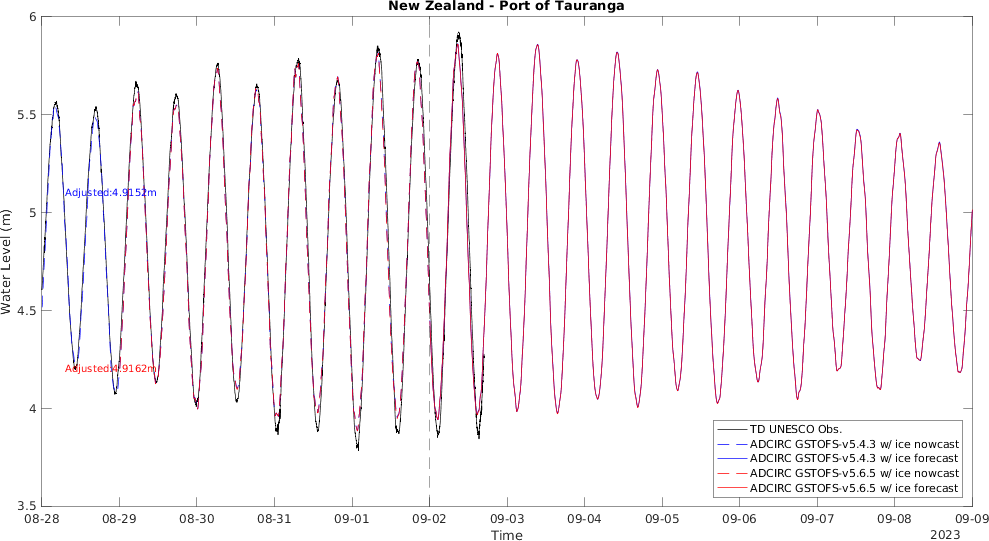 New Zealand - Port of Tauranga
6
5.5
5
4.5
4
3.5
Water Level (m)
Adjusted:4.9152m
Adjusted:4.9162m
TD UNESCO Obs.
ADCIRC GSTOFS-v5.4.3 w/ ice nowcast
ADCIRC GSTOFS-v5.4.3 w/ ice forecast
ADCIRC GSTOFS-v5.6.5 w/ ice nowcast
ADCIRC GSTOFS-v5.6.5 w/ ice forecast
08-28 08-29 08-30 08-31 09-01 09-02 09-03 09-04 09-05 09-06 09-07 09-08 09-09
Time
2023